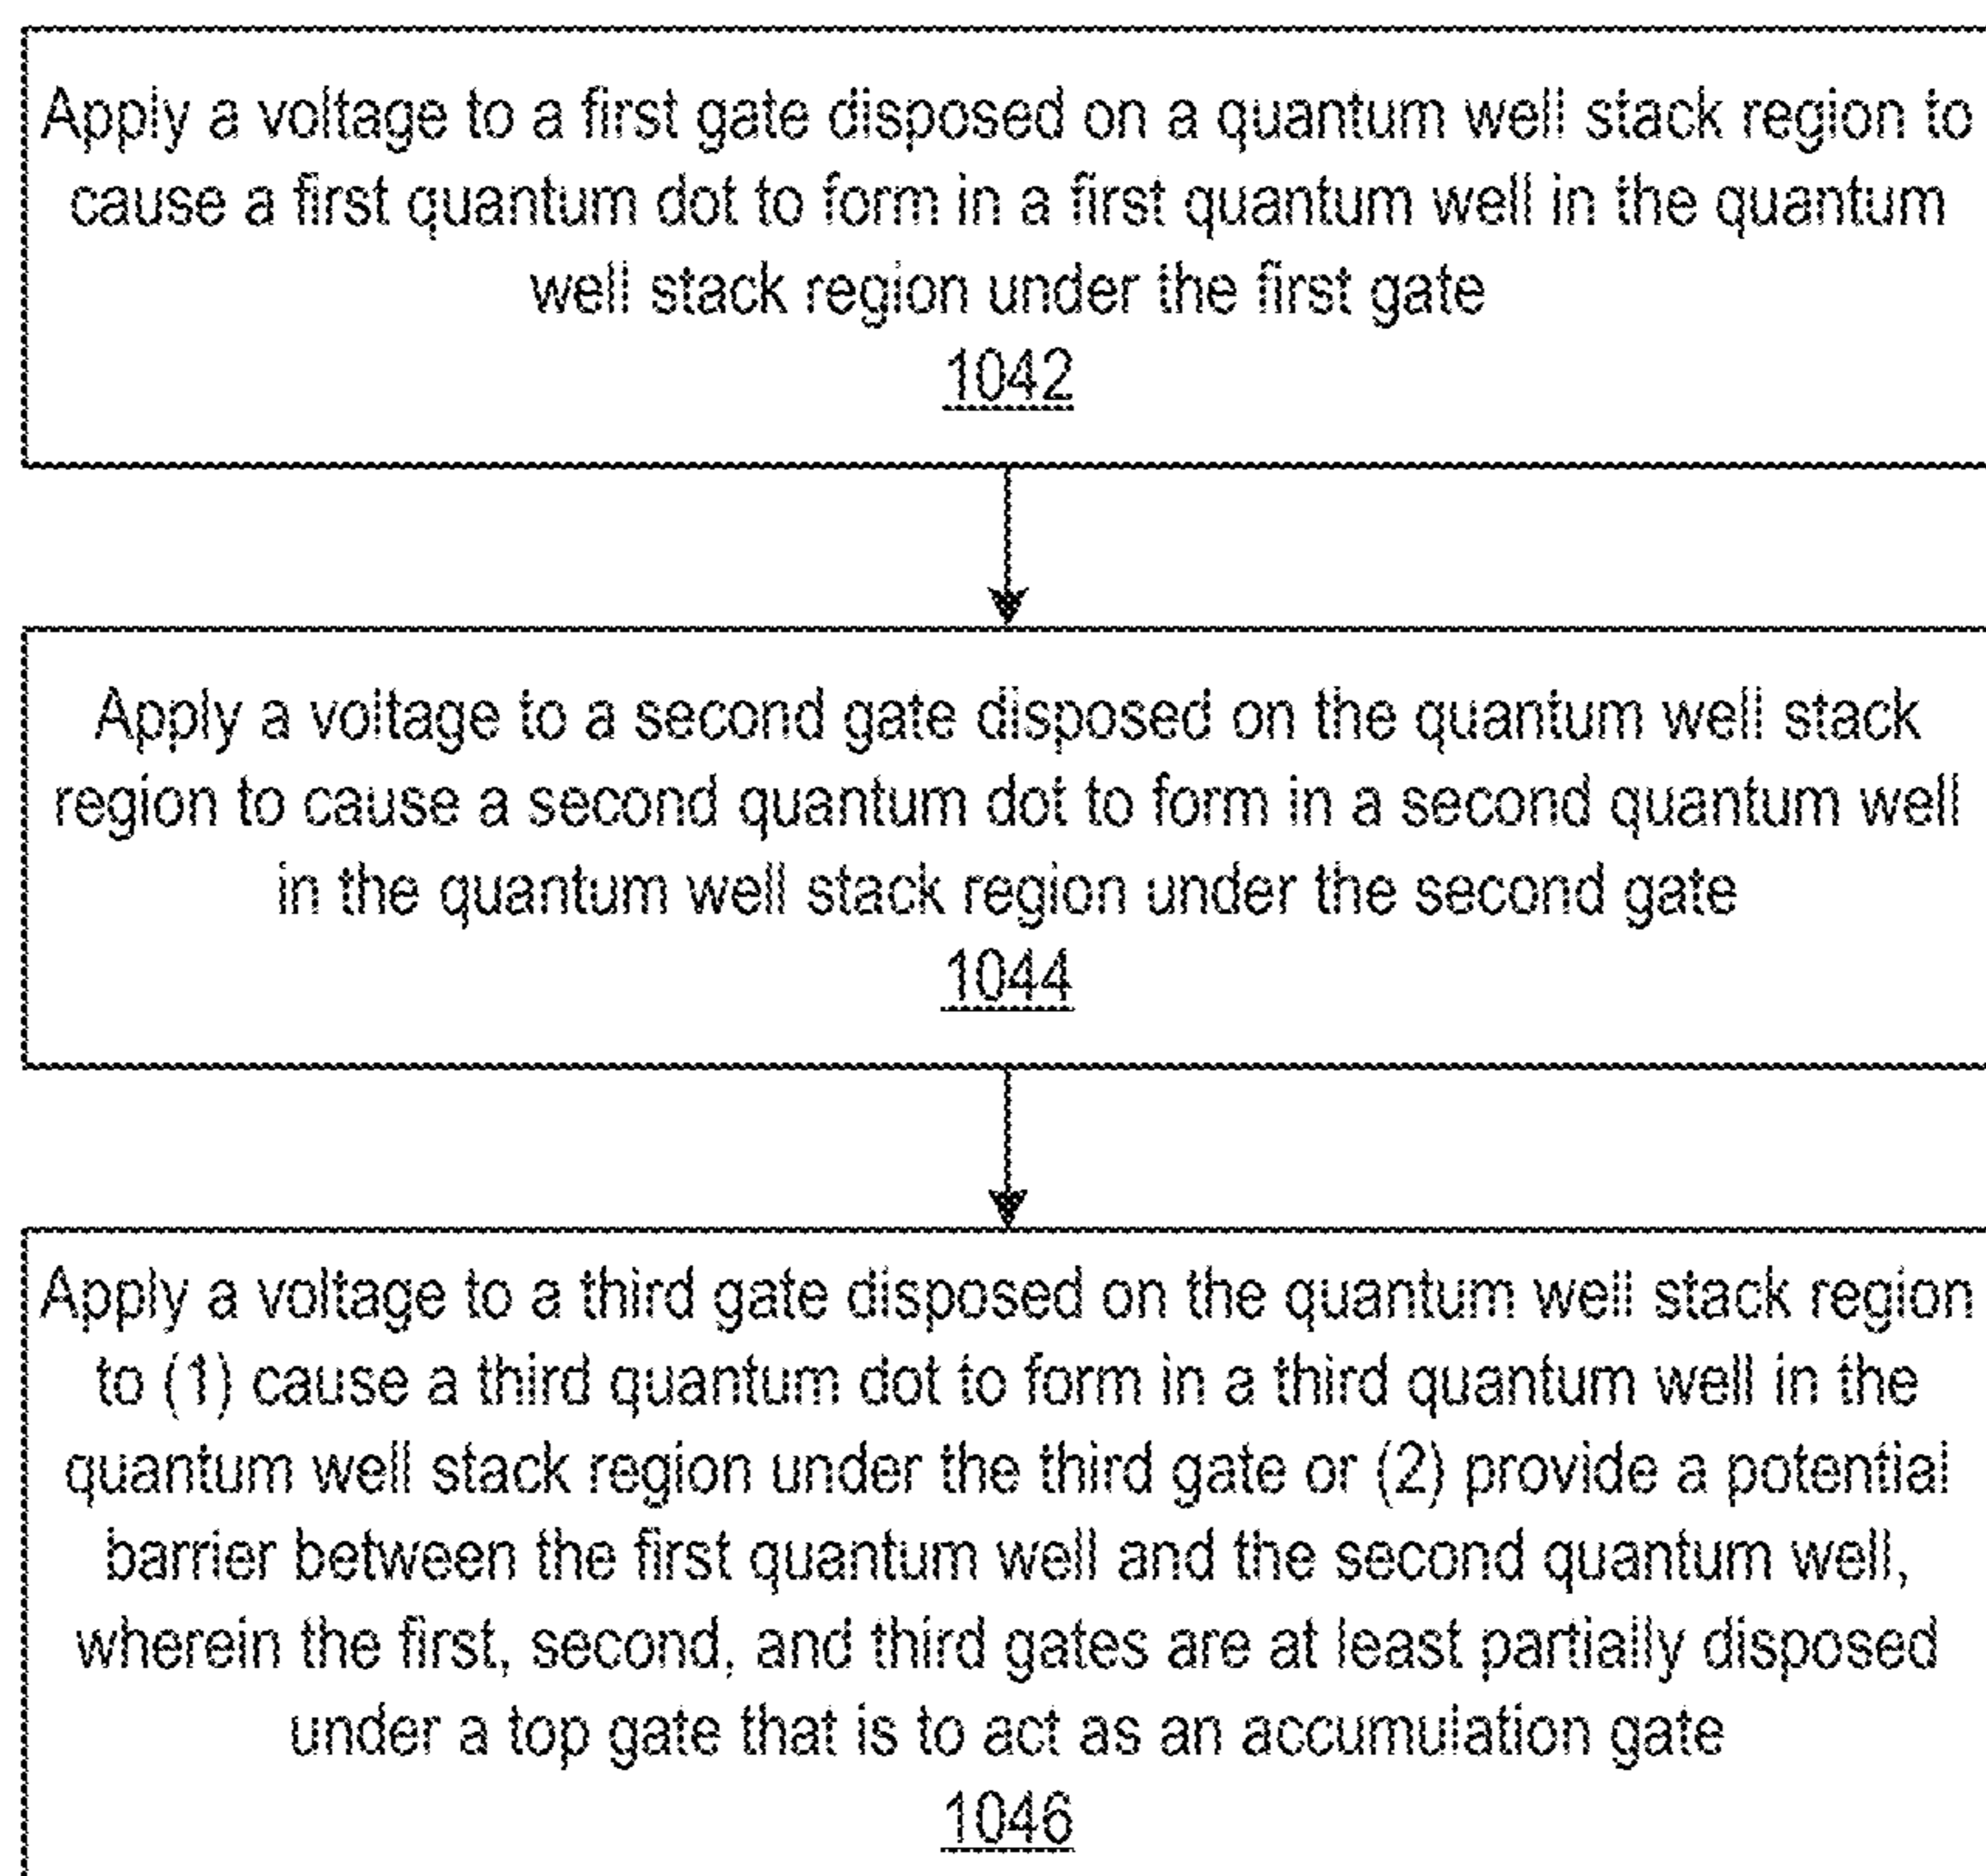 Apply a voltage to a first gate disposed on a quantum well stack region to
cause a first quantum dot to form in a first quantum well in the quantum
well stack region under the first gate
1042
Apply a voltage to a second gate disposed on the quantum well stack
region to cause a second quantum dot to form in a second quantum well
in the quantum well stack region under the second gate
1044
Apply a voltage to a third gate disposed on the quantum well stack region
to (1) cause a third quantum dot to form in a third quantum well in the
quantum well stack region under the third gate or (2) provide a potential
barrier between the first quantum well and the second quantum well,
wherein the first, second, and third gates are at least partially disposed
under a top gate that is to act as an accumulation gate
1046